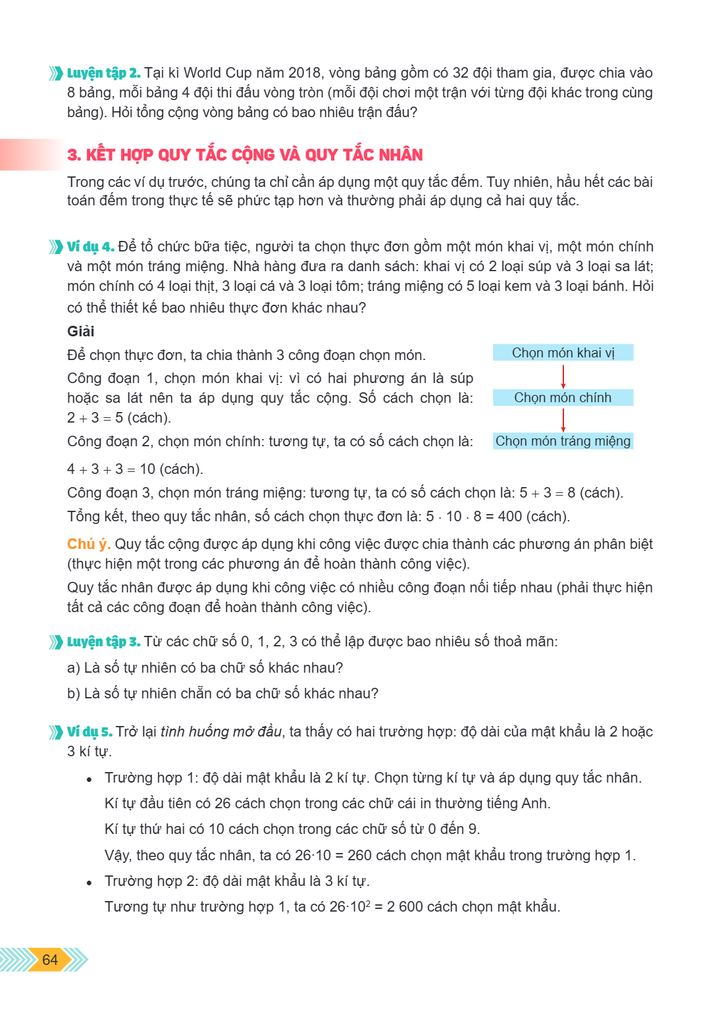 Luyện tập 2. Tại kì World Cup năm 2018, vòng bảng gồm có 32 đội tham gia, được chia vào
8 bảng, mỗi bảng 4 đội thi đấu vòng tròn (mỗi đội chơi một trận với từng đội khác trong cùng
bảng). Hỏi tổng cộng vòng bảng có bao nhiêu trận đấu?
3. KẾT HỢP QUY TẮC CỘNG VÀ QUY TẮC NHÂN
Trong các ví dụ trước, chúng ta chỉ cần áp dụng một quy tắc đếm. Tuy nhiên, hầu hết các bài
toán đếm trong thực tế sẽ phức tạp hơn và thường phải áp dụng cả hai quy tắc.
Ví dụ 4. Để tổ chức bữa tiệc, người ta chọn thực đơn gồm một món khai vị, một món chính
và một món tráng miệng. Nhà hàng đưa ra danh sách: khai vị có 2 loại súp và 3 loại sa lát;
món chính có 4 loại thịt, 3 loại cá và 3 loại tôm; tráng miệng có 5 loại kem và 3 loại bánh. Hỏi
có thể thiết kế bao nhiêu thực đơn khác nhau?
Giải
Để chọn thực đơn, ta chia thành 3 công đoạn chọn món.
Công đoạn 1, chọn món khai vị: vì có hai phương án là súp
hoặc sa lát nên ta áp dụng quy tắc cộng. Số cách chọn là:
2 + 3 = 5 (cách).
Công đoạn 2, chọn món chính: tương tự, ta có số cách chọn là:
4 + 3 + 3 = 10 (cách).
Chọn món khai vị
Chọn món chính
Chọn món tráng miệng
Công đoạn 3, chọn món tráng miệng: tương tự, ta có số cách chọn là: 5 + 3 = 8 (cách).
Tổng kết, theo quy tắc nhân, số cách chọn thực đơn là: 5 · 10 · 8 = 400 (cách).
Chú ý. Quy tắc cộng được áp dụng khi công việc được chia thành các phương án phân biệt
(thực hiện một trong các phương án để hoàn thành công việc).
Quy tắc nhân được áp dụng khi công việc có nhiều công đoạn nối tiếp nhau (phải thực hiện
tất cả các công đoạn để hoàn thành công việc).
Luyện tập 3. Từ các chữ số 0, 1, 2, 3 có thể lập được bao nhiêu số thoả mãn:
a) Là số tự nhiên có ba chữ số khác nhau?
b) Là số tự nhiên chẵn có ba chữ số khác nhau?
Ví dụ 5. Trở lại tình huống mở đầu, ta thấy có hai trường hợp: độ dài của mật khẩu là 2 hoặc
3 kí tự.
• Trường hợp 1: độ dài mật khẩu là 2 kí tự. Chọn từng kí tự và áp dụng quy tắc nhân.
Kí tự đầu tiên có 26 cách chọn trong các chữ cái in thường tiếng Anh.
Kí tự thứ hai có 10 cách chọn trong các chữ số từ 0 đến 9.
Vậy, theo quy tắc nhân, ta có 26·10 = 260 cách chọn mật khẩu trong trường hợp 1.
• Trường hợp 2: độ dài mật khẩu là 3 kí tự.
Tương tự như trường hợp 1, ta có 26·10² = 2 600 cách chọn mật khẩu.
64